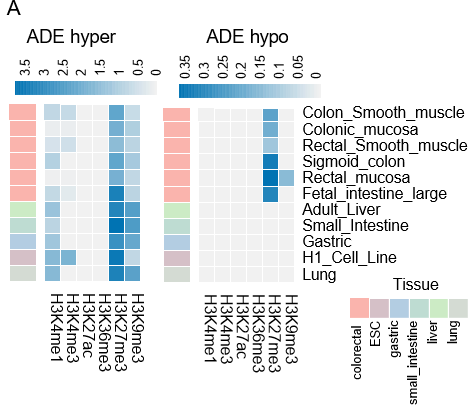 A
ADE hyper
ADE hypo
3.5 3 2.5 2 1.5 1 0.5 0
0.35 0.3 0.25 0.2 0.15 0.1 0.05 0
Colon_Smooth_muscle
Colonic_mucosa
Rectal_Smooth_muscle
Sigmoid_colon
Rectal_mucosa
Fetal_intestine_large
Adult_Liver
Small_Intestine
Gastric
H1_Cell_Line
Lung
H3K4me1
H3K4me3
H3K27ac
H3K36me3
H3K27me3
H3K9me3
H3K4me1
H3K4me3
H3K27ac
H3K36me3
H3K27me3
H3K9me3
Tissue
colorectal
ESC
gastric
small_intestine
liver
lung